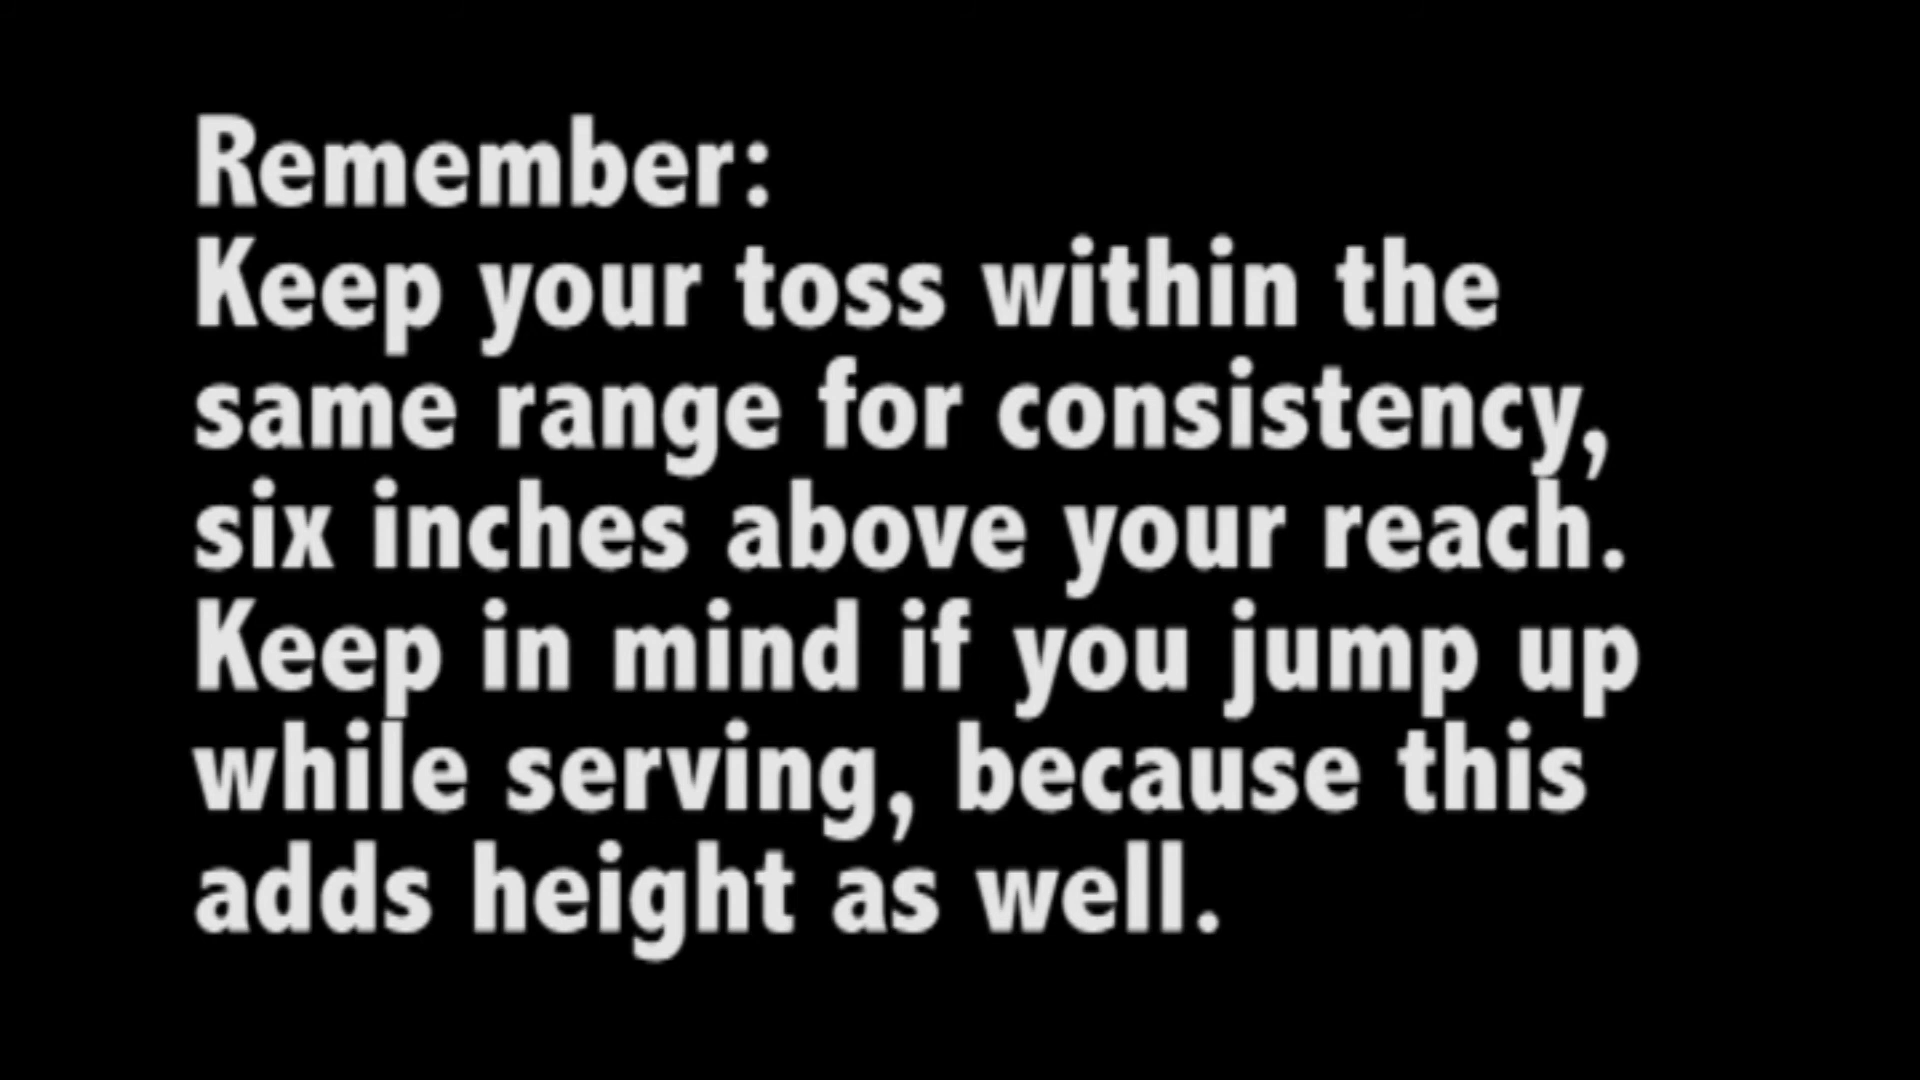 Remember:
Keep your toss within the
same range for consistency,
six inches above your reach.
Keep in mind if you jump up
while serving, because this
adds height as well.